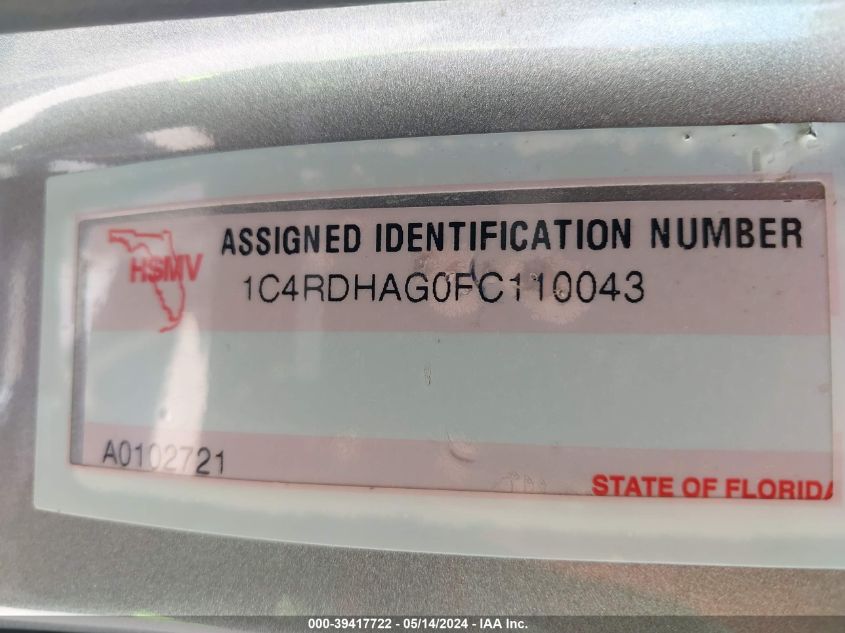 ASSIGNED IDENTIFICATION NUMBER
HSMV
1C4RDHAG0FC110043
A0102721
STATE OF FLORIDA
000-39417722 - 05/14/2024 - IAA Inc.